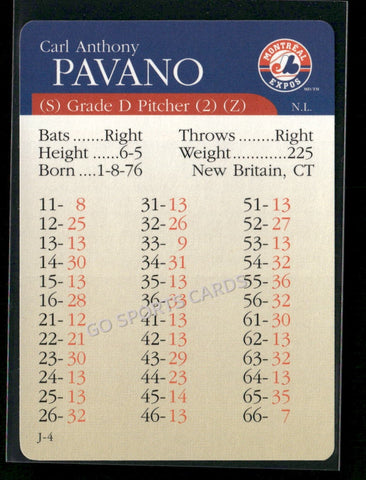 Carl Anthony
PAVANO
MONTREAL
EXPOS
(S) Grade D Pitcher (2) (Z) N.L.
Bats .......Right Throws .......Right
Height ......6-5 Weight...........225
Born ....1-8-76 New Britain, CT
11- 8 31-13 51-13
12-25 32-26 52-27
13-13 33- 9 53-13
14-30 34-31 54-32
15-13 35-13 55-36
16-28 36-33 56-32
21-12 41-13 61-30
22-21 42-13 62-13
23-30 43-29 63-13
24-13 44-23 64-32
25-13 45-14 65-13
26-32 46-13 66- 7
GO SPORTS CARDS
J-4